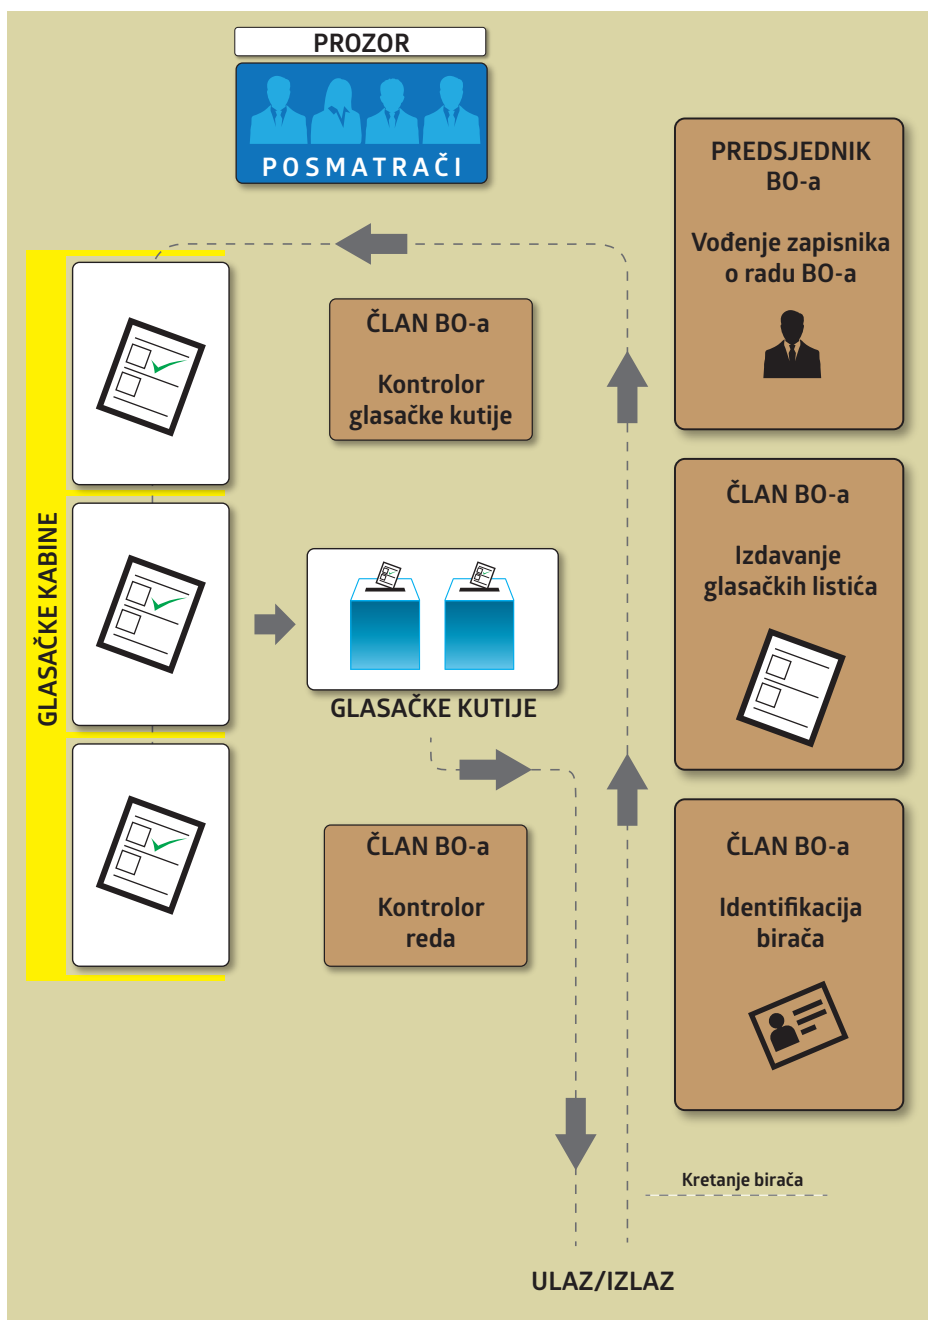 PROZOR
POSMATRAČI
PREDSJEDNIK
BO-a
Vođenje zapisnika
o radu BO-a
ČLAN BO-a
Kontrolor
glasačke kutije
ČLAN BO-a
Izdavanje
glasačkih listića
GLASAČKE KABINE
GLASAČKE KUTIJE
ČLAN BO-a
Kontrolor
reda
ČLAN BO-a
Identifikacija
birača
Kretanje birača
ULAZ/IZLAZ